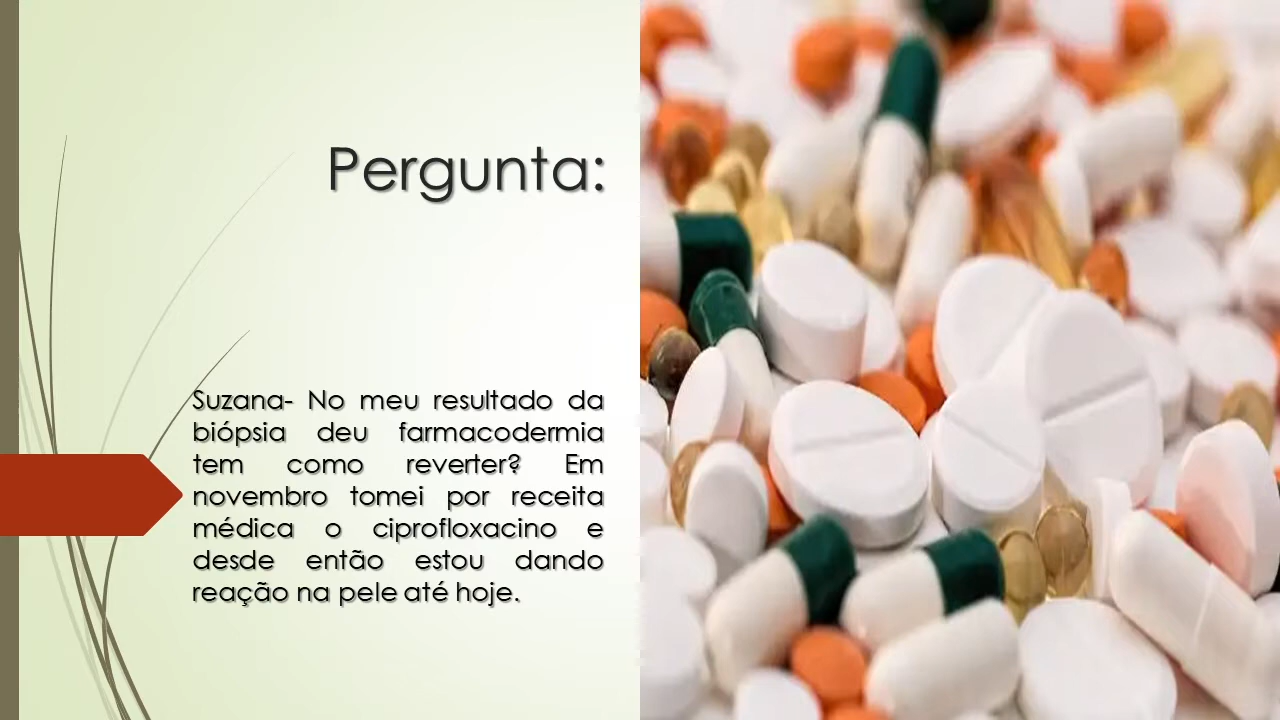 Pergunta:
Suzana- No meu resultado da
biópsia deu farmacodermia
tem como reverter? Em
novembro tomei por receita
médica o ciprofloxacino e
desde então estou dando
reação na pele até hoje.